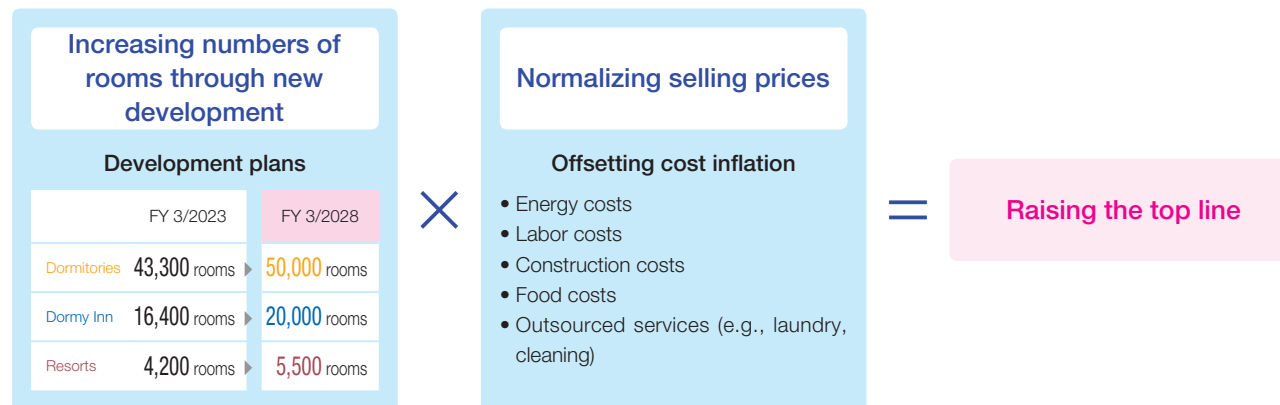 Increasing numbers of
rooms through new
development
Development plans
FY 3/2023 FY 3/2028
Dormitories 43,300 rooms 50,000 rooms
Dormy Inn 16,400 rooms 20,000 rooms
Resorts 4,200 rooms 5,500 rooms
×
Normalizing selling prices
Offsetting cost inflation
• Energy costs
• Labor costs
• Construction costs
• Food costs
• Outsourced services (e.g., laundry,
cleaning)
=
Raising the top line